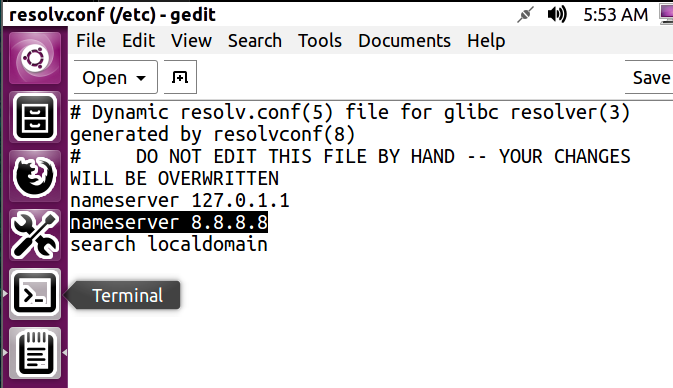 resolv.conf (/etc) - gedit
5:53 AM
File Edit View Search Tools Documents Help
Open
Save
# Dynamic resolv.conf(5) file for glibc resolver(3)
generated by resolvconf(8)
#     DO NOT EDIT THIS FILE BY HAND -- YOUR CHANGES
WILL BE OVERWRITTEN
nameserver 127.0.1.1
nameserver 8.8.8.8
search localdomain
Terminal